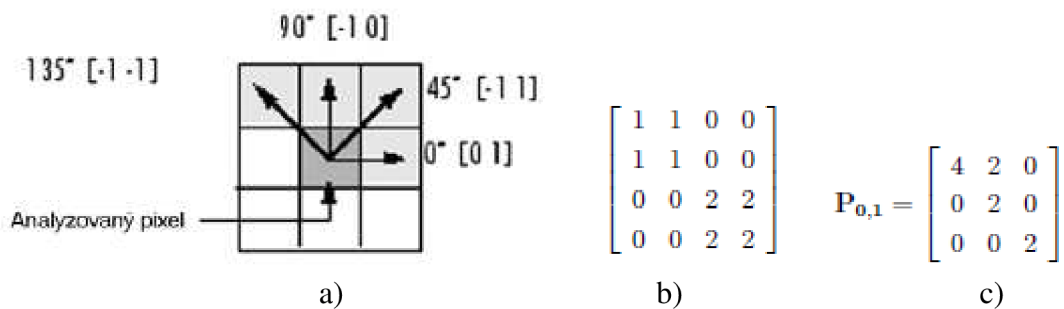 90° [-1 0]
135° [-1 -1]
45° [-1 1]
0° [0 1]
Analyzovaný pixel
1 1 0 0
1 1 0 0
0 0 2 2
0 0 2 2
P0,1 =
4 2 0
0 2 0
0 0 2
a)
b)
c)